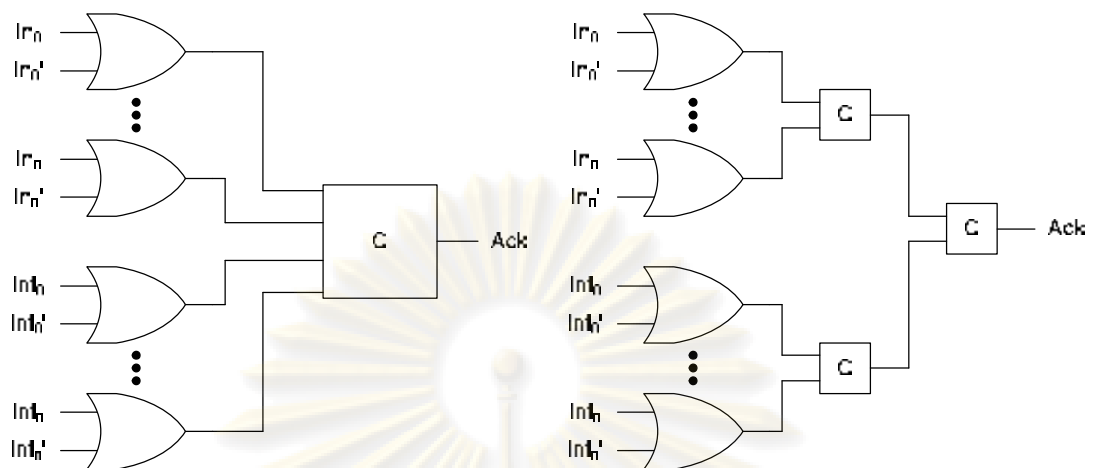 Ir₀
Ir₀'
Irₙ
Irₙ'
Int₀
Int₀'
Intₙ
Intₙ'
C
Ack
Ir₀
Ir₀'
Irₙ
Irₙ'
Int₀
Int₀'
Intₙ
Intₙ'
C
C
C
Ack